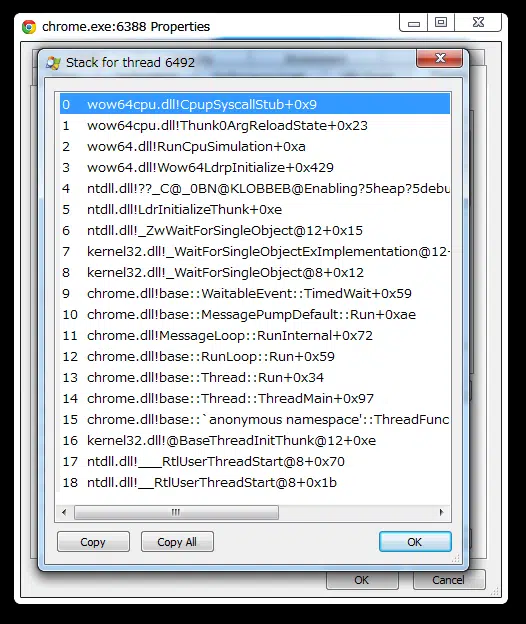 chrome.exe:6388 Properties
Stack for thread 6492
0 wow64cpu.dll!CpupSyscallStub+0x9
1 wow64cpu.dll!Thunk0ArgReloadState+0x23
2 wow64.dll!RunCpuSimulation+0xa
3 wow64.dll!Wow64LdrpInitialize+0x429
4 ntdll.dll!??_C@_0BN@KLOBBEB@Enabling?5heap?5debu
5 ntdll.dll!LdrInitializeThunk+0xe
6 ntdll.dll!_ZwWaitForSingleObject@12+0x15
7 kernel32.dll!_WaitForSingleObjectExImplementation@12+
8 kernel32.dll!_WaitForSingleObject@8+0x12
9 chrome.dll!base::WaitableEvent::TimedWait+0x59
10 chrome.dll!base::MessagePumpDefault::Run+0xae
11 chrome.dll!MessageLoop::RunInternal+0x72
12 chrome.dll!base::RunLoop::Run+0x59
13 chrome.dll!base::Thread::Run+0x34
14 chrome.dll!base::Thread::ThreadMain+0x97
15 chrome.dll!base::`anonymous namespace'::ThreadFunc
16 kernel32.dll!@BaseThreadInitThunk@12+0xe
17 ntdll.dll!___RtlUserThreadStart@8+0x70
18 ntdll.dll!__RtlUserThreadStart@8+0x1b
Copy Copy All OK
OK Cancel